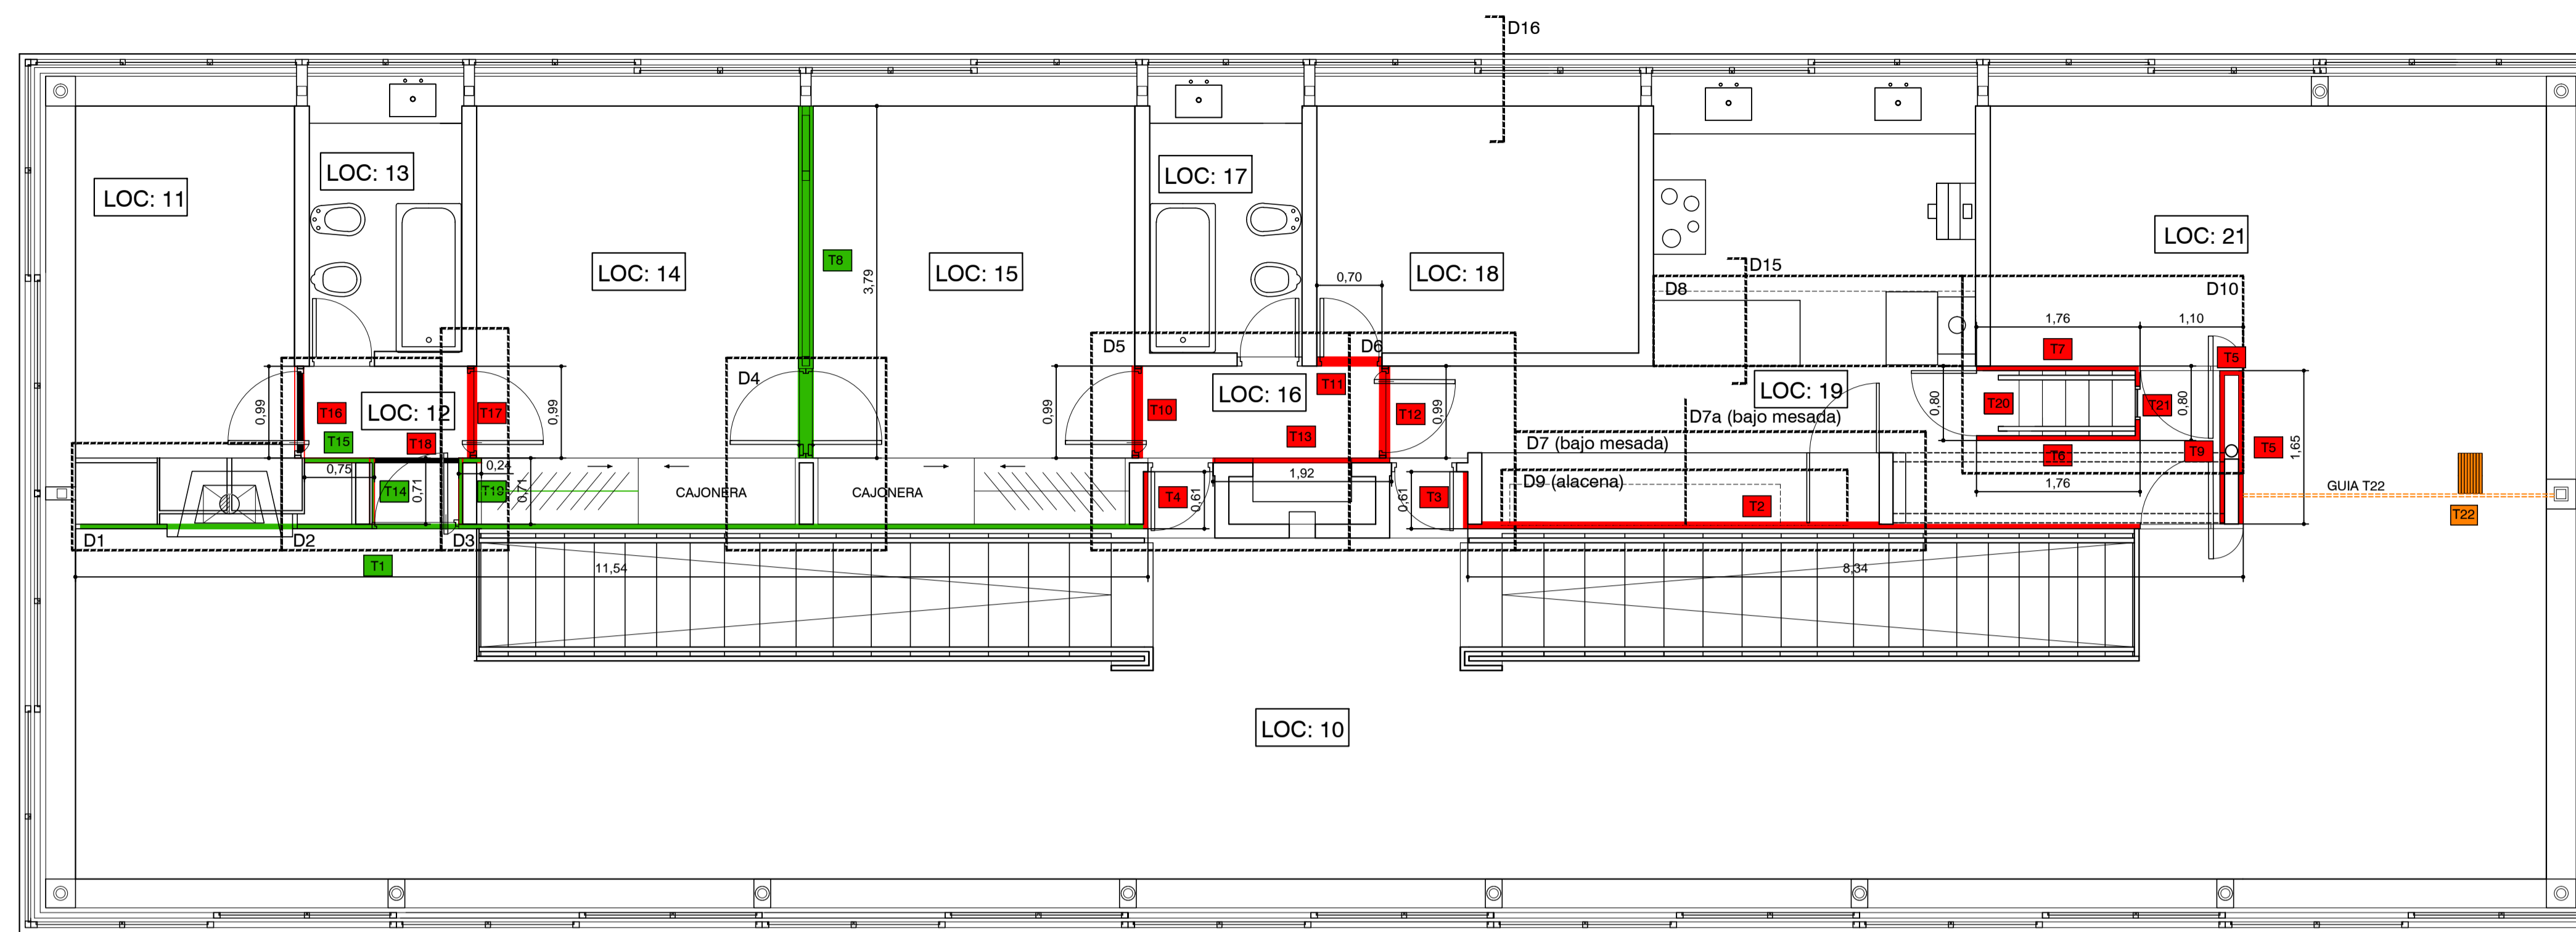 D16
LOC: 11
LOC: 13
LOC: 14
T8
3,79
LOC: 15
LOC: 17
0,70
LOC: 18
D8
D15
LOC: 21
D10
1,76
1,10
D4
D5
D6
T7
T5
0,99
T16
LOC: 12
T17
0,99
T15
T18
0,99
T10
LOC: 16
T11
T12
0,99
T13
LOC: 19
D7a (bajo mesada)
D7 (bajo mesada)
0,80
T20
T21
0,80
T6
T9
T5
1,65
0,75
T14
0,71
0,24
T19
0,71
CAJONERA
CAJONERA
T4
0,61
1,92
0,61
T3
D9 (alacena)
T2
1,76
GUIA T22
T22
D1
D2
D3
T1
11,54
8,34
LOC: 10